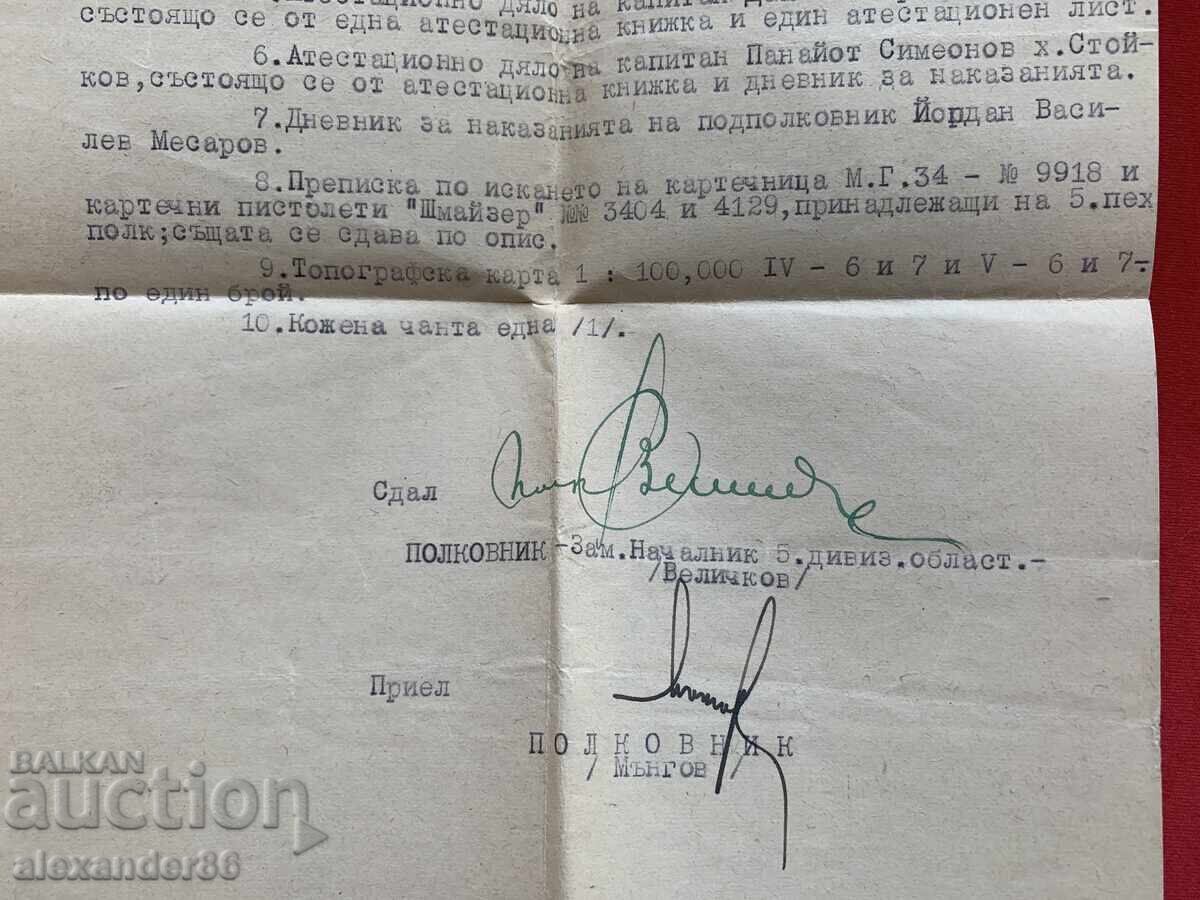 Атестационно дяло на капитан
състоящо се от една атестационна книжка и един атестационен лист.
6.Атестационно дяло на капитан Панайот Симеонов х.Стой-
ков,състоящо се от атестационна книжка и дневник за наказанията.
7.Дневник за наказанията на подполковник Йордан Васи-
лев Месаров.
8.Преписка по искането на картечница М.Г.34 - № 9918 и
картечни пистолети "Шмайзер" №№ 3404 и 4129,принадлежащи на 5.пех
полк;същата се сдава по опис.
9.Топографска карта 1 : 100,000 IV - 6 и 7 и V - 6 и 7-
по един брой.
10.Кожена чанта една /1/.
Сдал
ПОЛКОВНИК -Зам.Началник 5.дивиз.област.-
/Величков/
Приел
ПОЛКОВНИК
/ Мънгов /
BALKAN
auction
alexander86